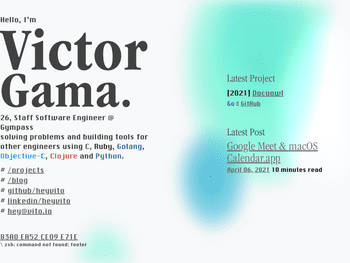 Hello, I'm
Victor
Gama.
26, Staff Software Engineer @
Gympass
solving problems and building tools for
other engineers using C, Ruby, Golang,
Objective-C, Clojure and Python.
# /projects
# /blog
# github/heyvito
# linkedin/heyvito
# hey@vito.io
B3A0 EA52 CE09 E71E
\ zsh: command not found: footer
Latest Project
[2021] Docuowl
Go ⇧ GitHub
Latest Post
Google Meet & macOS
Calendar.app
April 06, 2021 10 minutes read